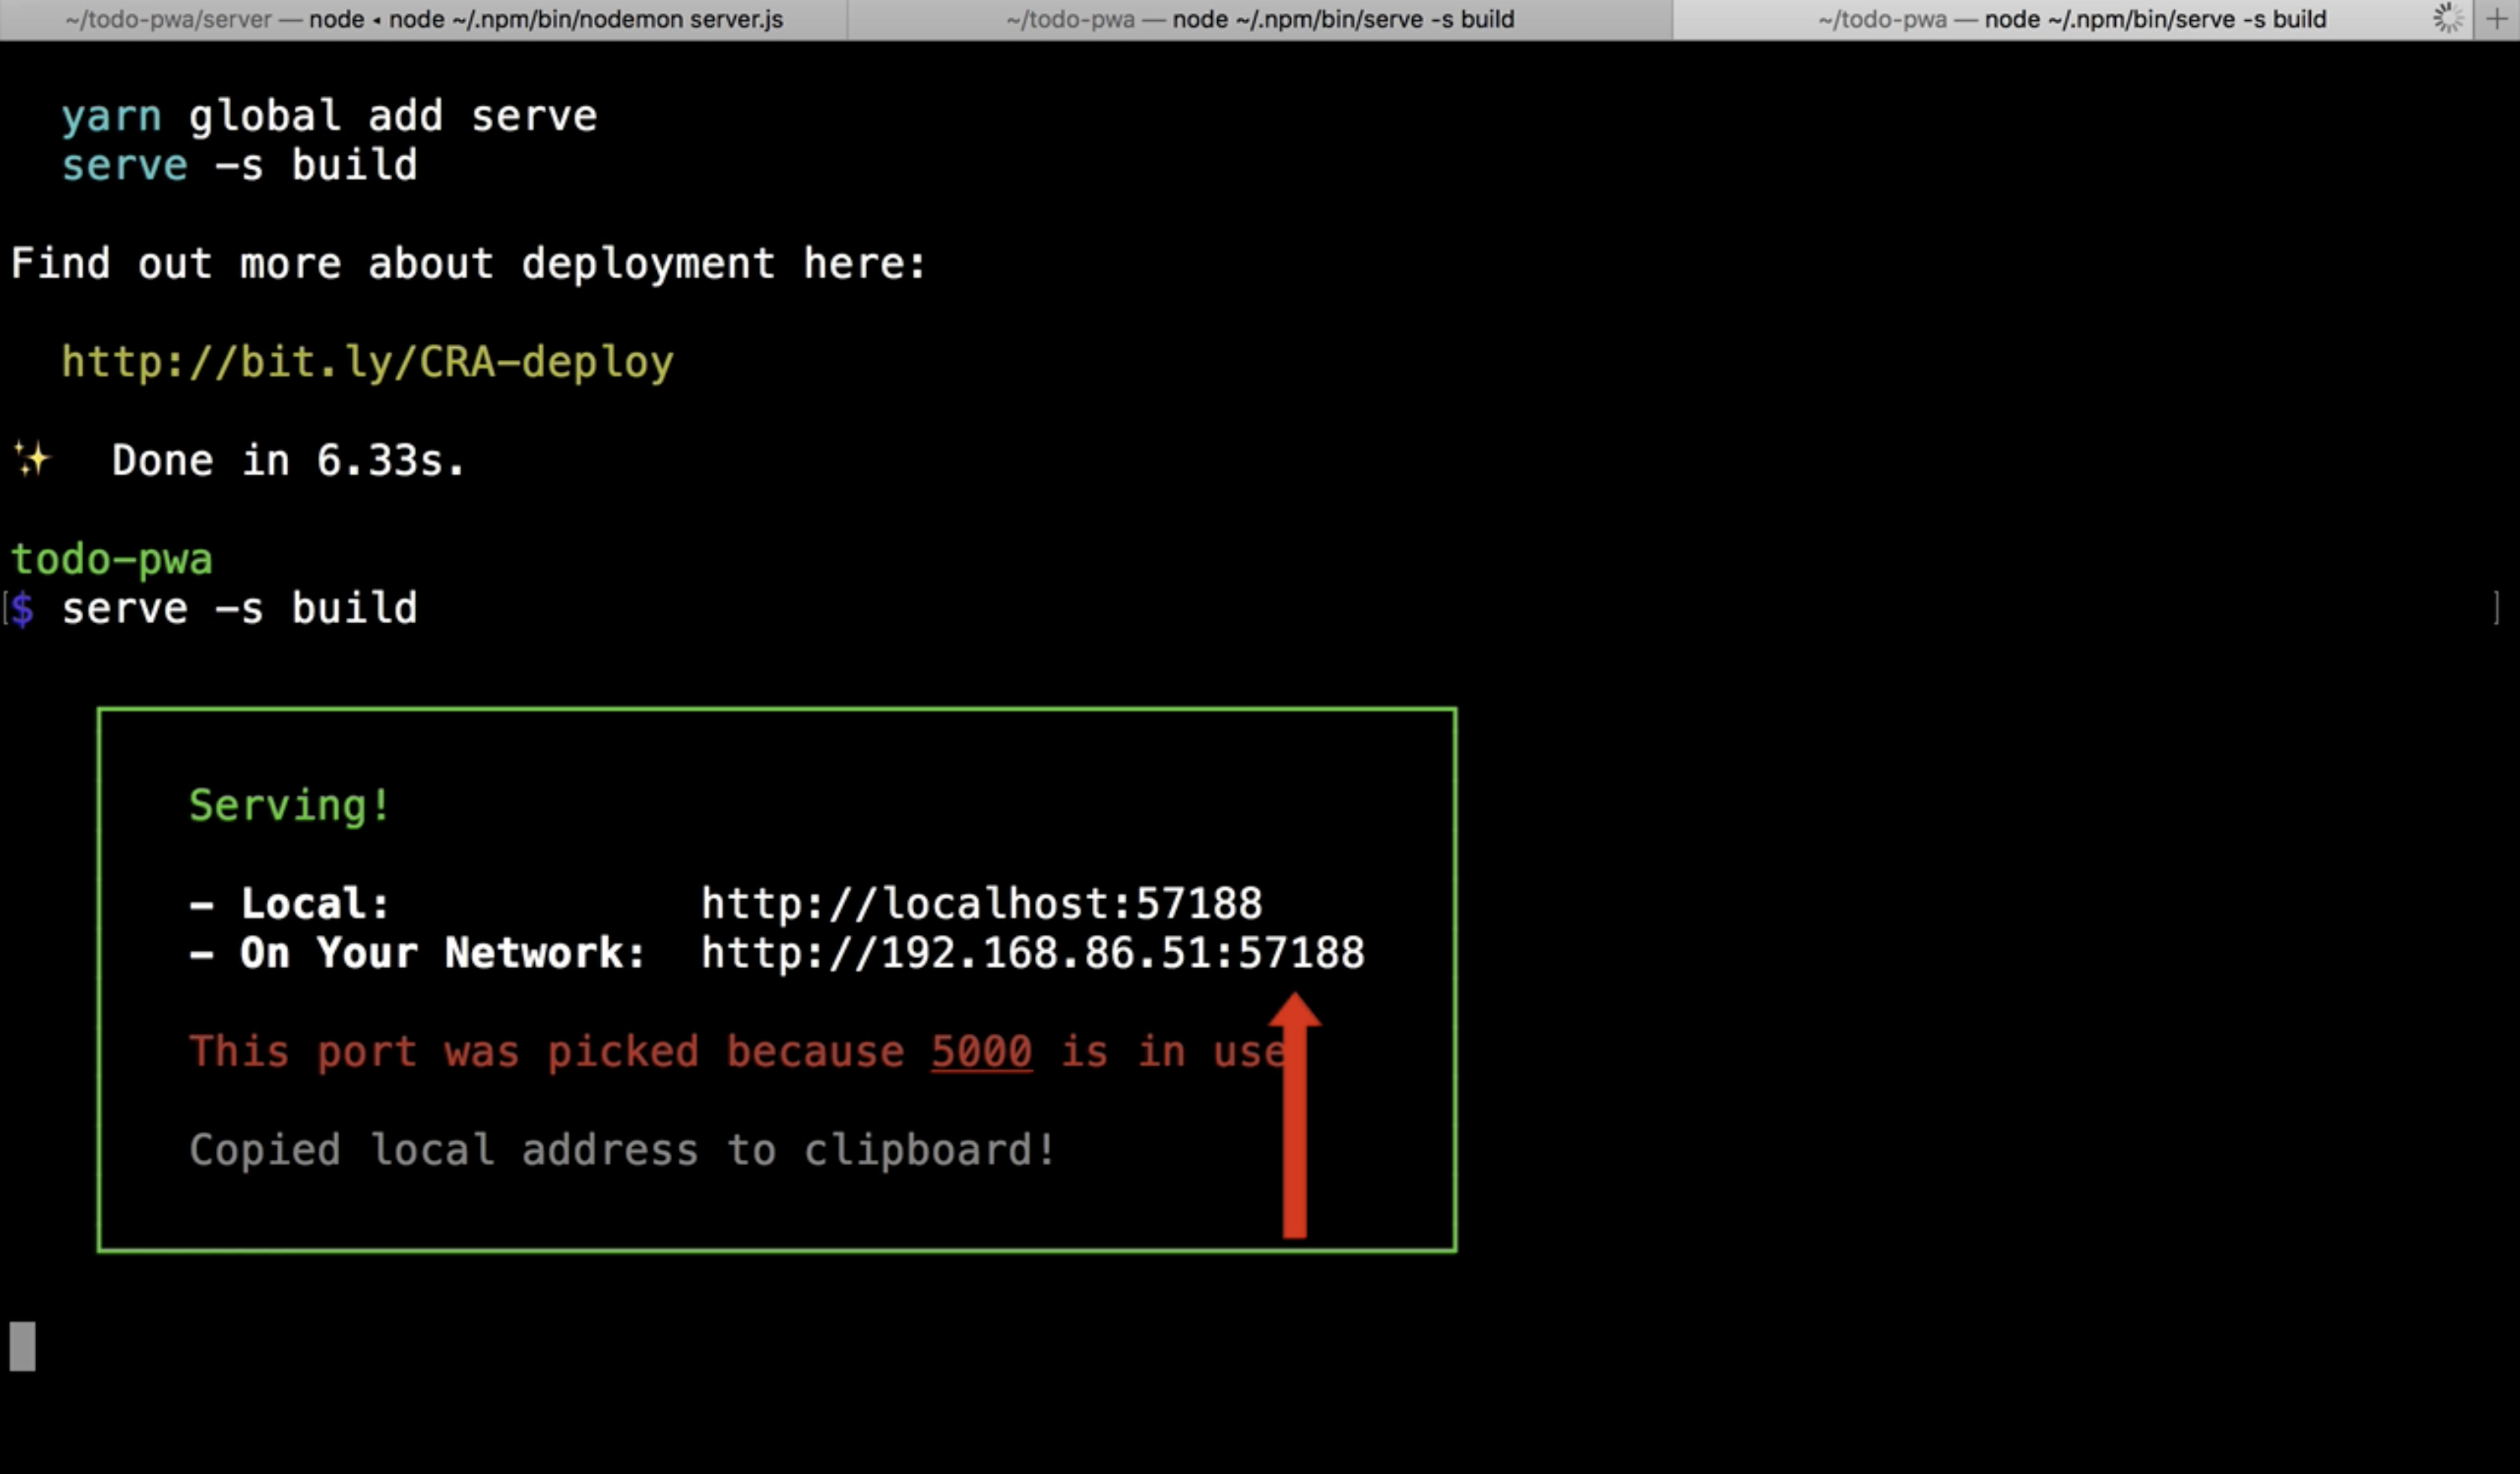 ~/todo-pwa/server — node ◂ node ~/.npm/bin/nodemon server.js
~/todo-pwa — node ~/.npm/bin/serve -s build
~/todo-pwa — node ~/.npm/bin/serve -s build
yarn global add serve
serve -s build
Find out more about deployment here:
http://bit.ly/CRA-deploy
✨ Done in 6.33s.
todo-pwa
[$ serve -s build ]
Serving!
- Local: http://localhost:57188
- On Your Network: http://192.168.86.51:57188
This port was picked because 5000 is in use
Copied local address to clipboard!